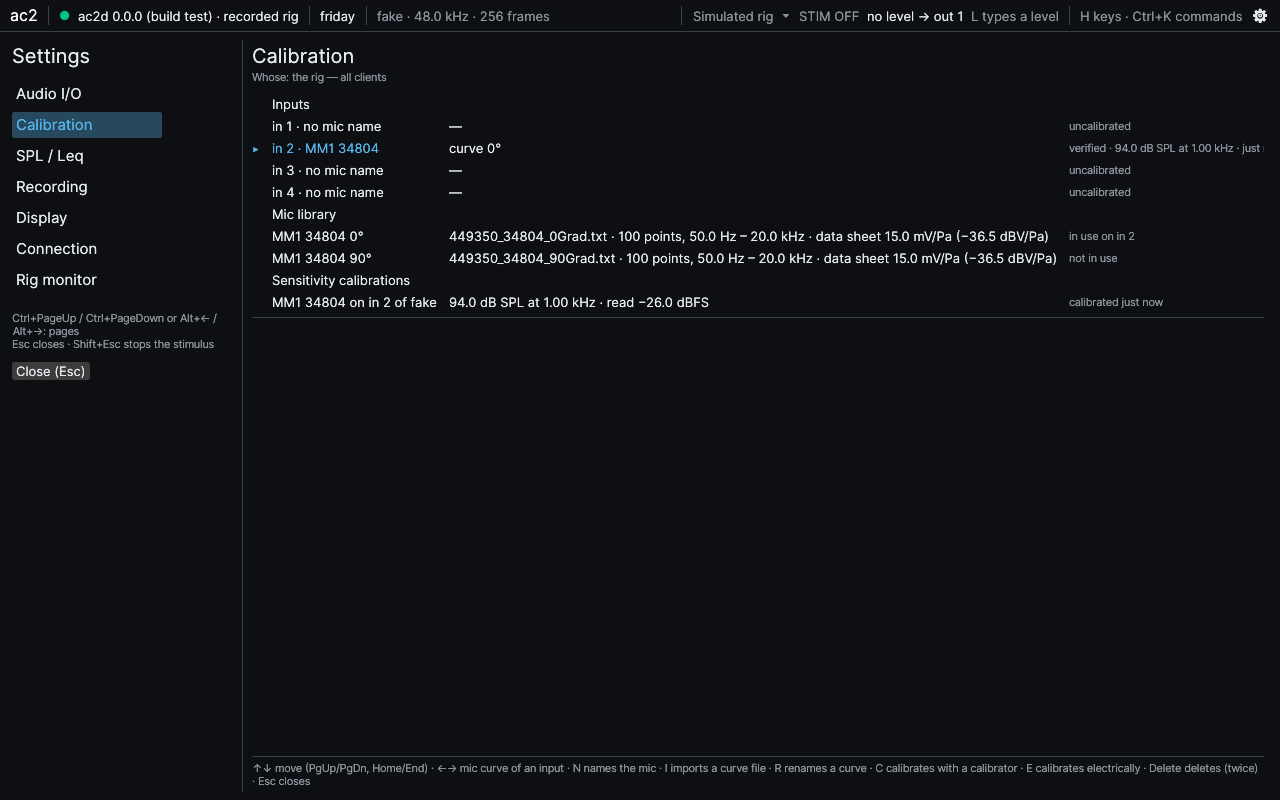 ac2 ac2d 0.0.0 (build test) · recorded rig friday fake · 48.0 kHz · 256 frames Simulated rig STIM OFF no level → out 1 L types a level H keys · Ctrl+K commands
Settings
Audio I/O
Calibration
SPL / Leq
Recording
Display
Connection
Rig monitor
Ctrl+PageUp / Ctrl+PageDown or Alt+← /
Alt+→: pages
Esc closes · Shift+Esc stops the stimulus
Close (Esc)
Calibration
Whose: the rig — all clients
Inputs
in 1 · no mic name — uncalibrated
▸ in 2 · MM1 34804 curve 0° verified · 94.0 dB SPL at 1.00 kHz · just
in 3 · no mic name — uncalibrated
in 4 · no mic name — uncalibrated
Mic library
MM1 34804 0° 449350_34804_0Grad.txt · 100 points, 50.0 Hz – 20.0 kHz · data sheet 15.0 mV/Pa (−36.5 dBV/Pa) in use on in 2
MM1 34804 90° 449350_34804_90Grad.txt · 100 points, 50.0 Hz – 20.0 kHz · data sheet 15.0 mV/Pa (−36.5 dBV/Pa) not in use
Sensitivity calibrations
MM1 34804 on in 2 of fake 94.0 dB SPL at 1.00 kHz · read −26.0 dBFS calibrated just now
↑↓ move (PgUp/PgDn, Home/End) · ←→ mic curve of an input · N names the mic · I imports a curve file · R renames a curve · C calibrates with a calibrator · E calibrates electrically · Delete deletes (twice)
· Esc closes